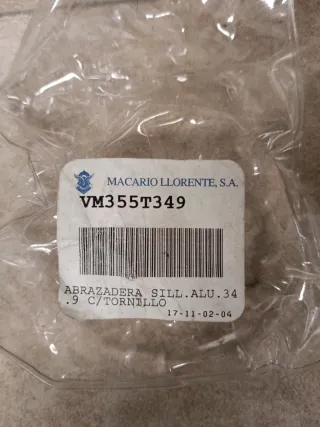 MACARIO LLORENTE, S.A.
VM355T349
ABRAZADERA SILL.ALU.34
.9 C/TORNILLO
17-11-02-04